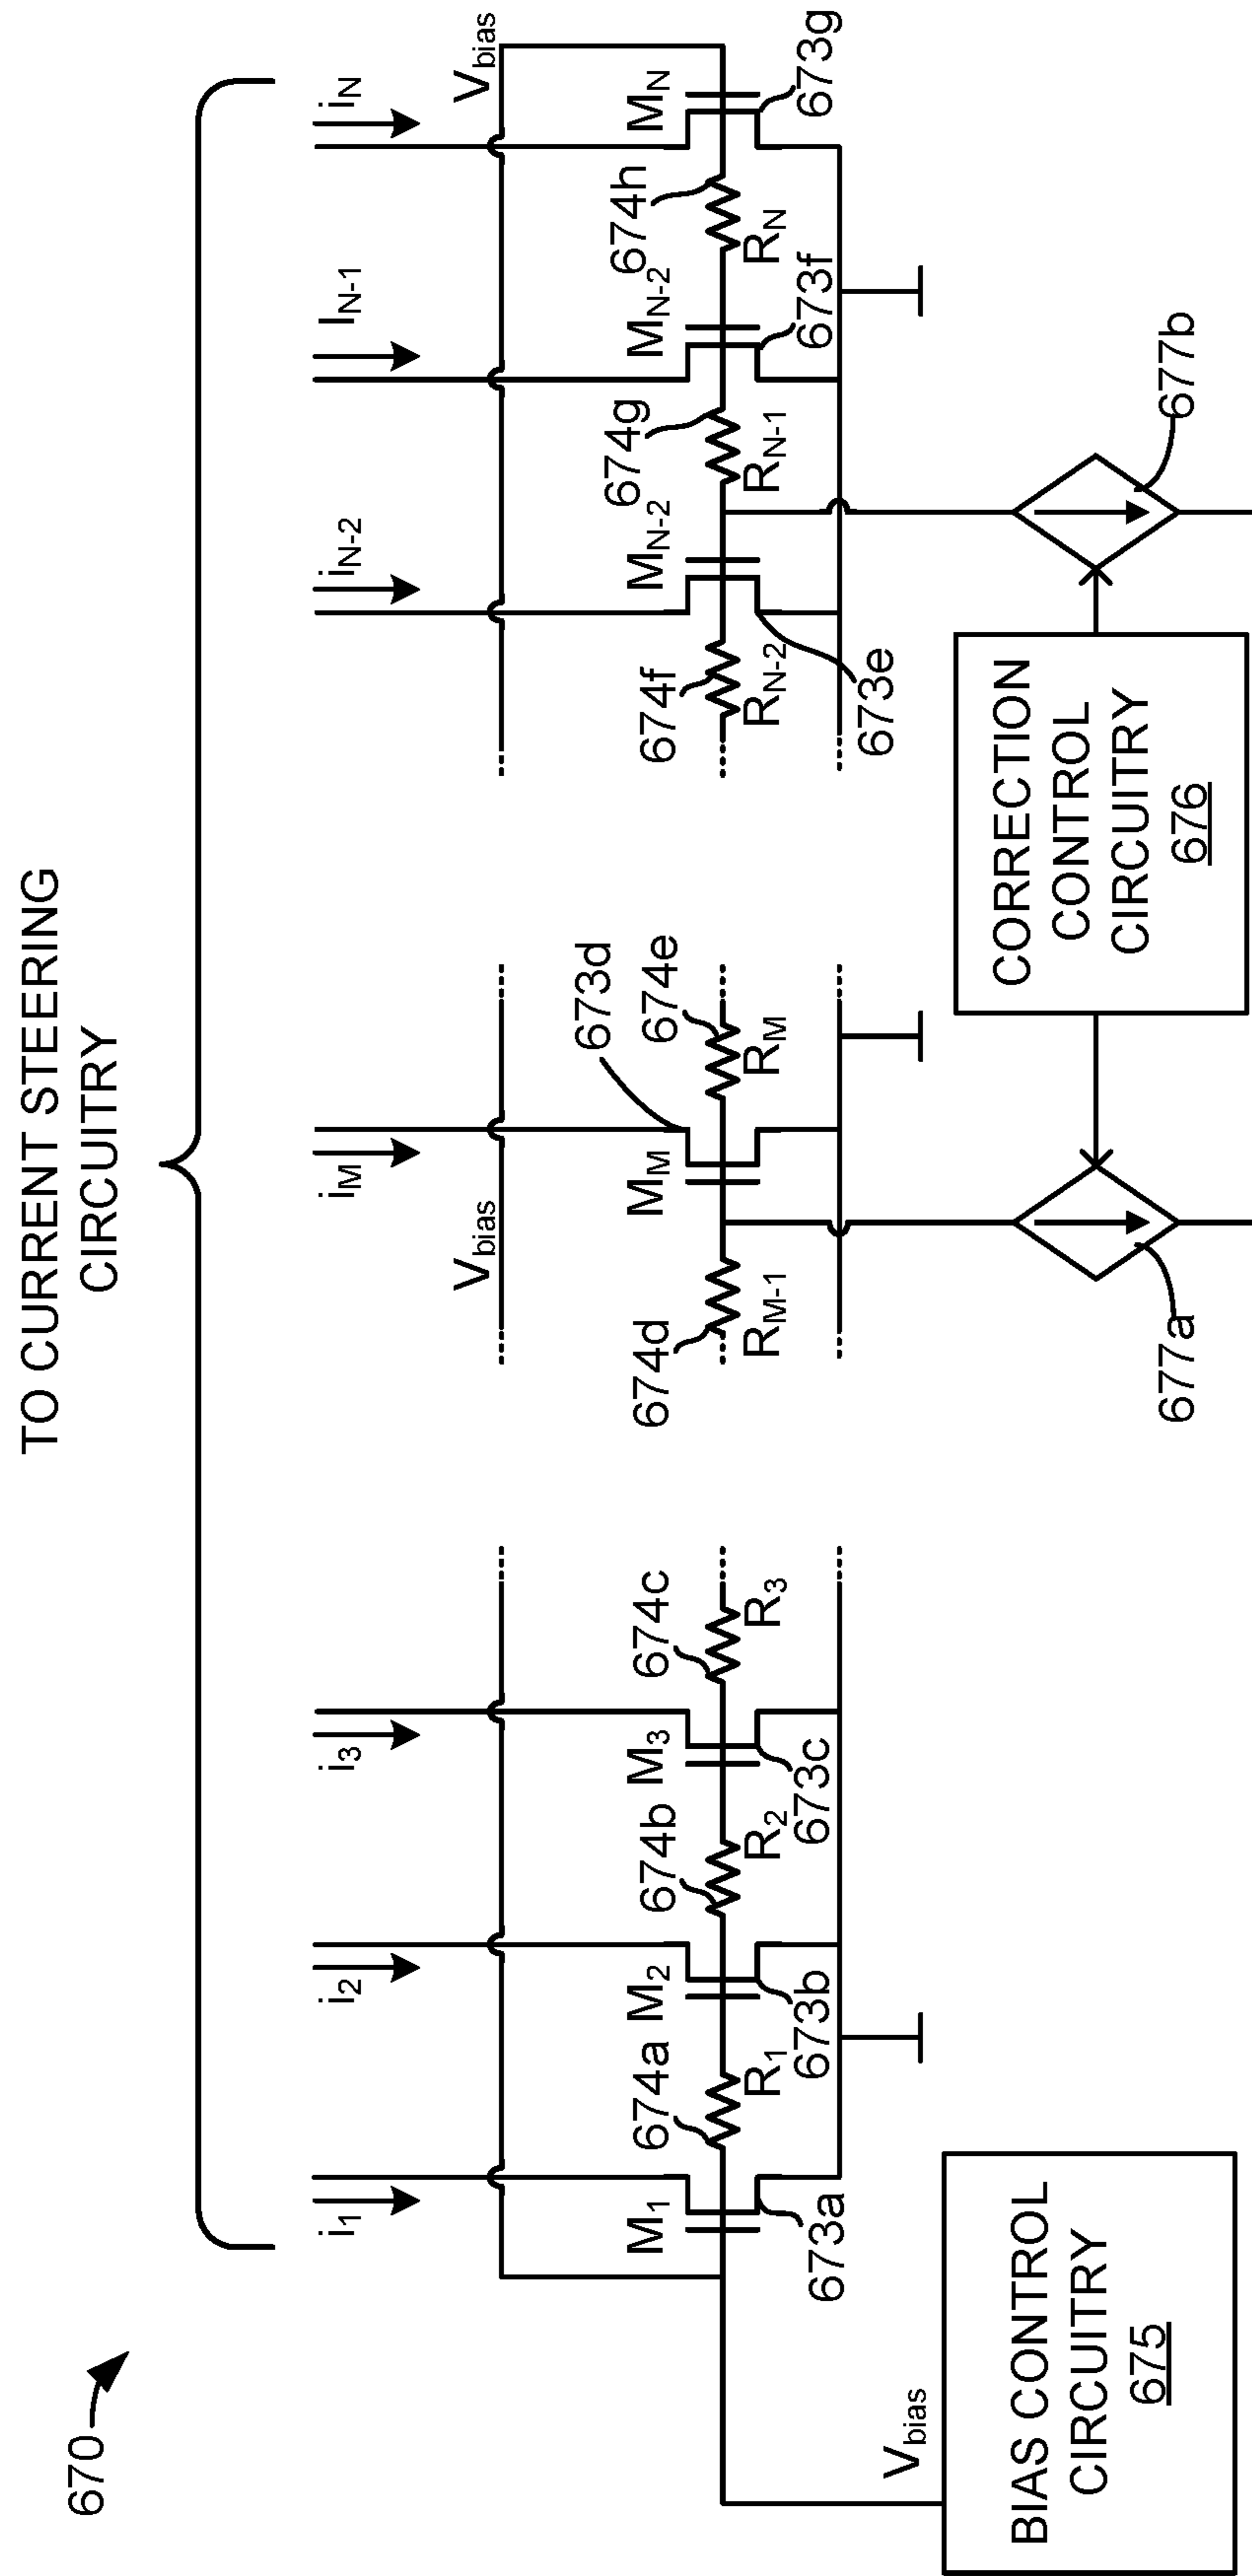 670
TO CURRENT STEERING
CIRCUITRY
i1
i2
i3
iM
iN-2
IN-1
iN
Vbias
Vbias
M1
674a
M2
674b
M3
674c
674d
MM
673d
674e
674f
MN-2
674g
MN-2
674h
MN
673a
R1
673b
R2
673c
R3
RM-1
RM
RN-2
673e
RN-1
673f
RN
673g
Vbias
BIAS CONTROL
CIRCUITRY
675
677a
CORRECTION
CONTROL
CIRCUITRY
676
677b